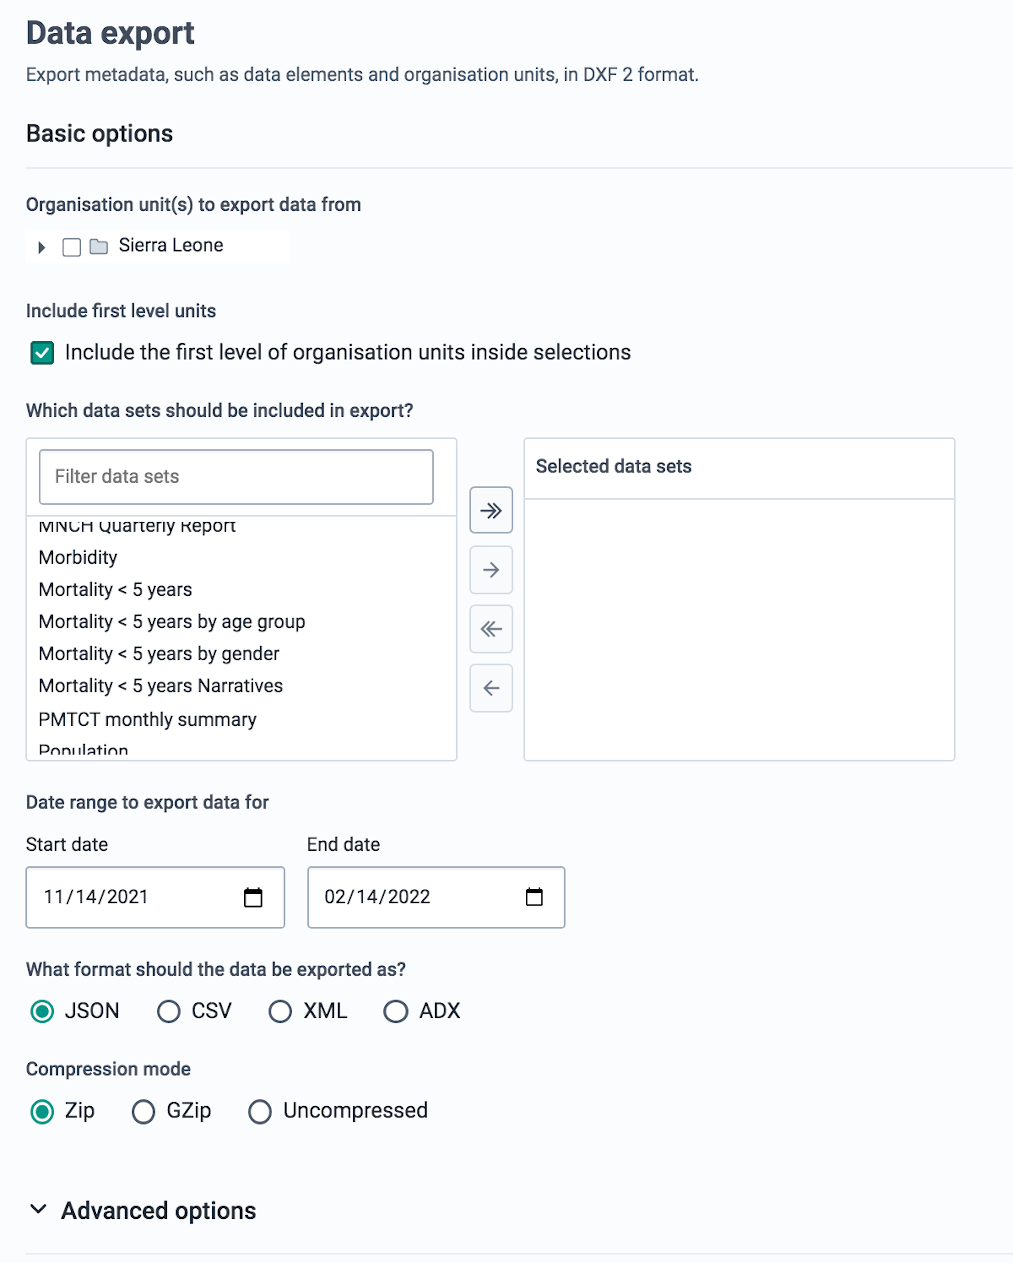 Data export
Export metadata, such as data elements and organisation units, in DXF 2 format.
Basic options
Organisation unit(s) to export data from
Sierra Leone
Include first level units
Include the first level of organisation units inside selections
Which data sets should be included in export?
Filter data sets
MNCH Quarterly Report
Morbidity
Mortality < 5 years
Mortality < 5 years by age group
Mortality < 5 years by gender
Mortality < 5 years Narratives
PMTCT monthly summary
Population
Selected data sets
Date range to export data for
Start date End date
11/14/2021 02/14/2022
What format should the data be exported as?
JSON CSV XML ADX
Compression mode
Zip GZip Uncompressed
Advanced options